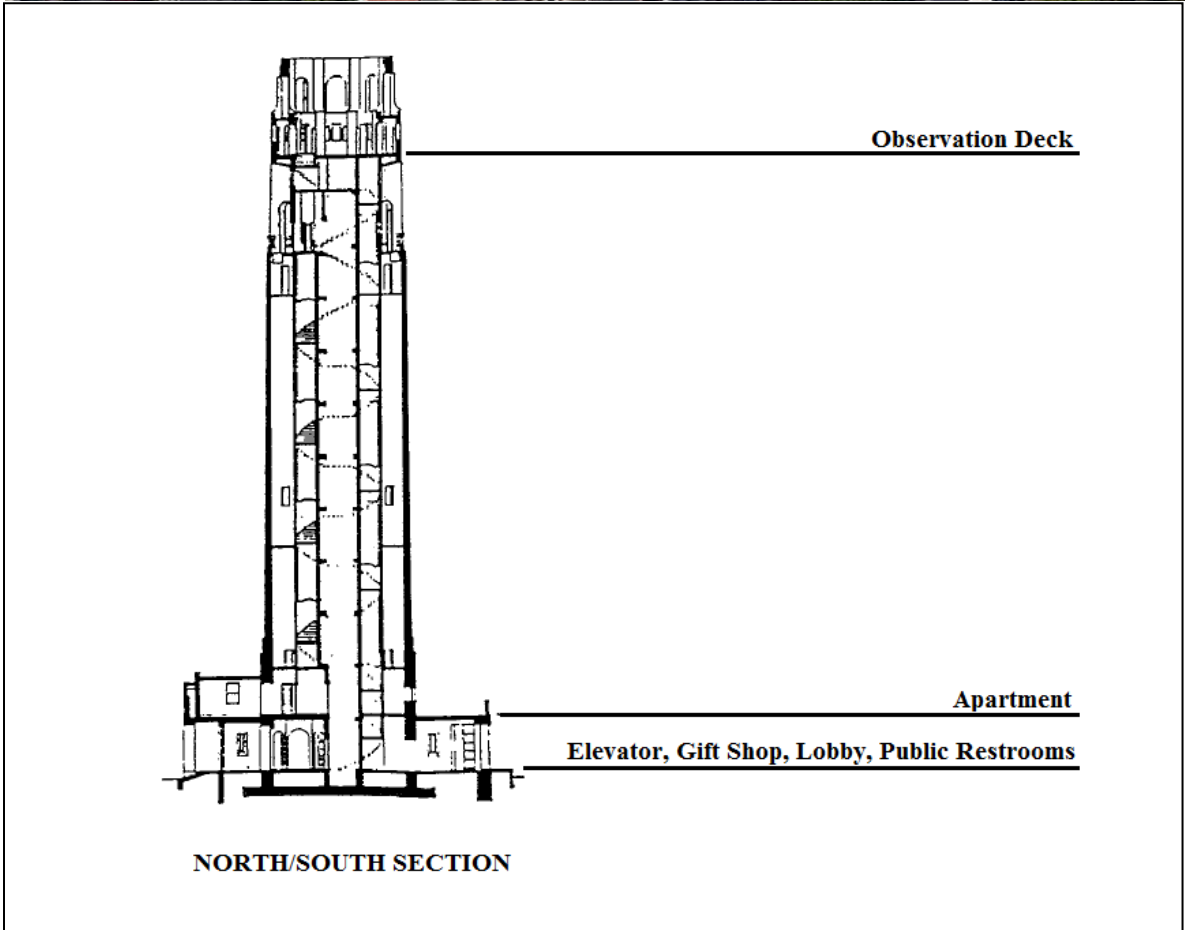 Observation Deck
Apartment
Elevator, Gift Shop, Lobby, Public Restrooms
NORTH/SOUTH SECTION